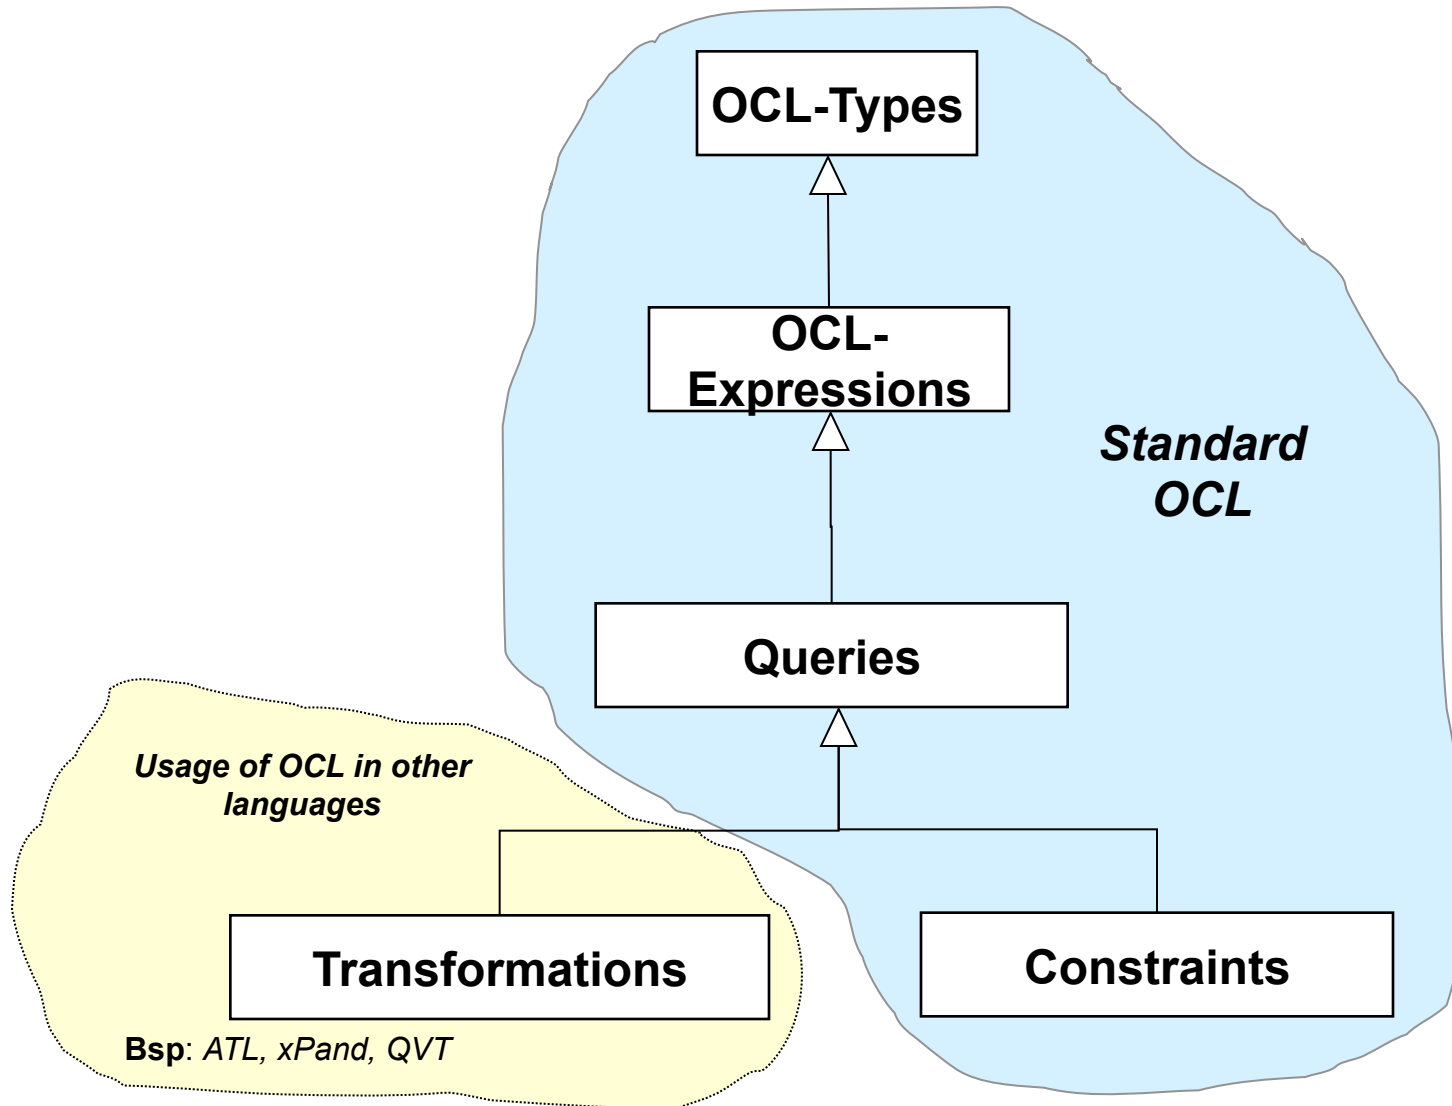 OCL-Types
OCL-
Expressions
Standard
OCL
Queries
Usage of OCL in other
languages
Transformations
Constraints
Bsp: ATL, xPand, QVT